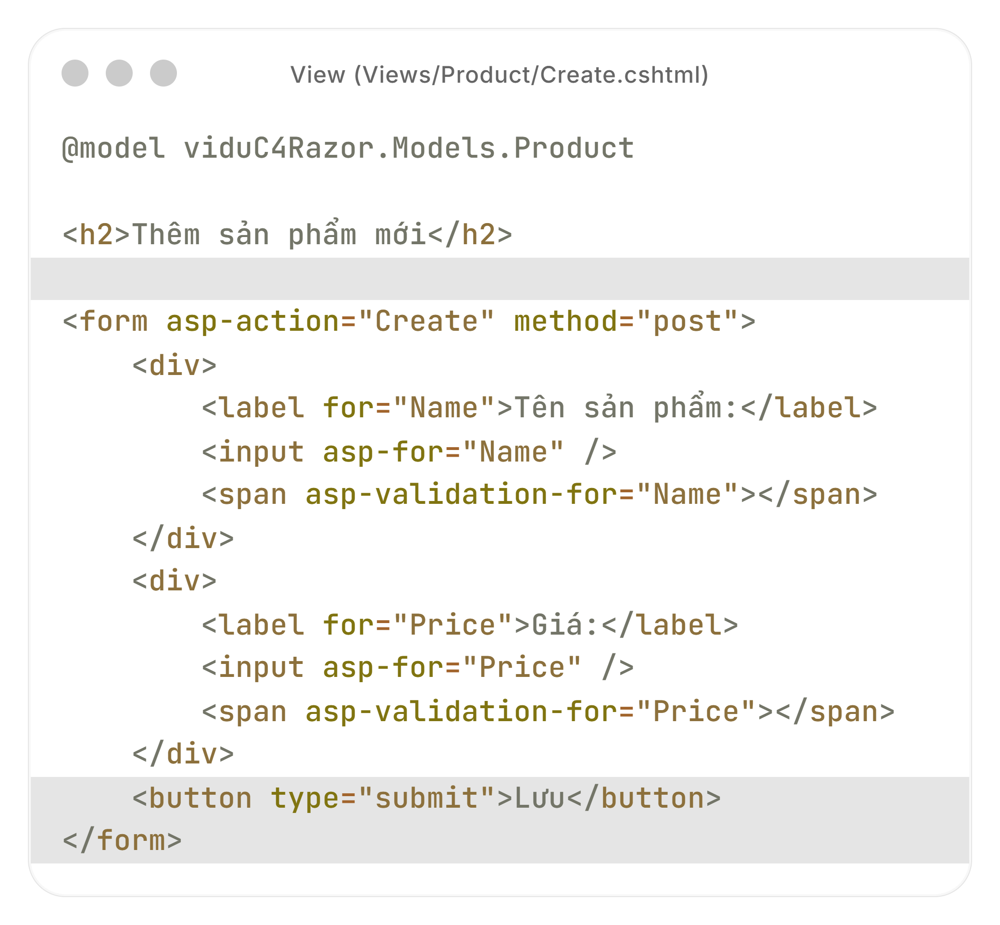 View (Views/Product/Create.cshtml)
@model viduC4Razor.Models.Product
<h2>Thêm sản phẩm mới</h2>
<form asp-action="Create" method="post">
    <div>
        <label for="Name">Tên sản phẩm:</label>
        <input asp-for="Name" />
        <span asp-validation-for="Name"></span>
    </div>
    <div>
        <label for="Price">Giá:</label>
        <input asp-for="Price" />
        <span asp-validation-for="Price"></span>
    </div>
    <button type="submit">Lưu</button>
</form>